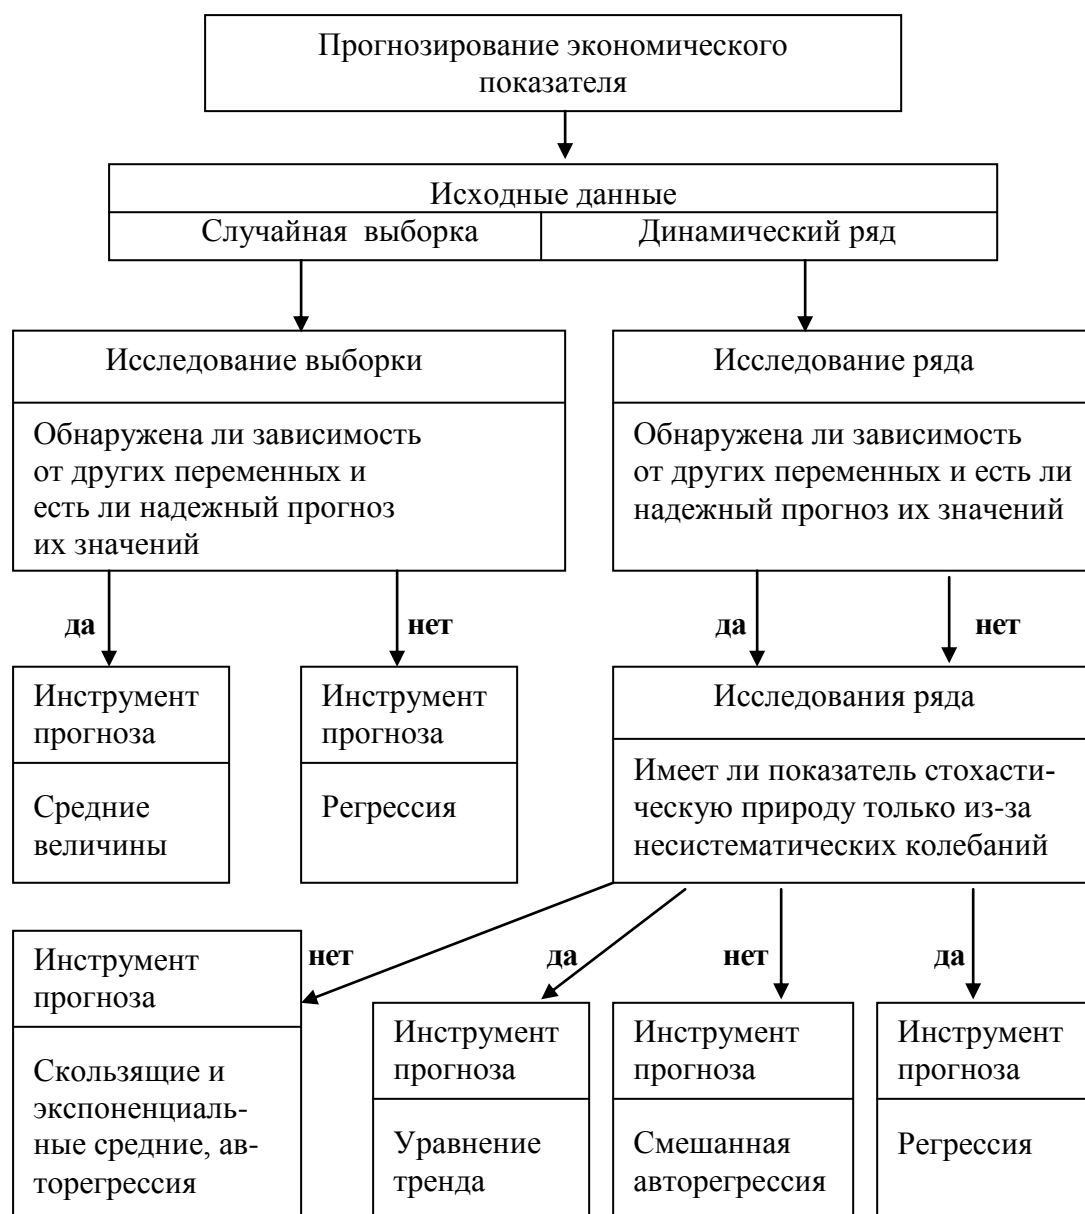 Прогнозирование экономического
показателя
Исходные данные
Случайная выборка
Динамический ряд
Исследование выборки
Обнаружена ли зависимость
от других переменных и
есть ли надежный прогноз
их значений
Исследование ряда
Обнаружена ли зависимость
от других переменных и есть ли
надежный прогноз их значений
да
нет
да
нет
Инструмент
прогноза
Средние
величины
Инструмент
прогноза
Регрессия
Исследования ряда
Имеет ли показатель стохасти-
ческую природу только из-за
несистематических колебаний
нет
да
нет
да
Инструмент
прогноза
Скользящие и
экспоненциаль-
ные средние, ав-
торегрессия
Инструмент
прогноза
Уравнение
тренда
Инструмент
прогноза
Смешанная
авторегрессия
Инструмент
прогноза
Регрессия